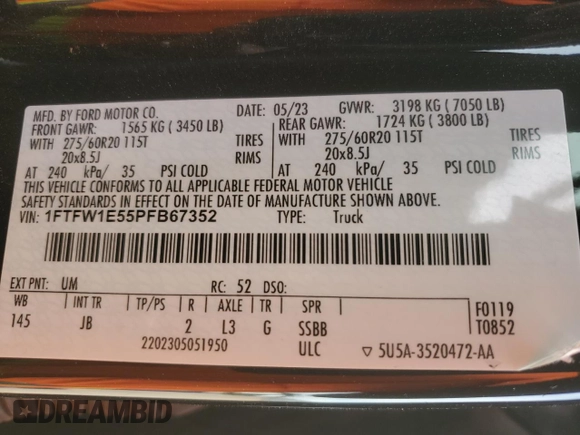 MFD. BY FORD MOTOR CO. DATE: 05/23 GVWR: 3198 KG ( 7050 LB)
FRONT GAWR: 1565 KG ( 3450 LB) REAR GAWR: 1724 KG ( 3800 LB)
WITH 275/60R20 115T TIRES WITH 275/60R20 115T TIRES
20x8.5J RIMS 20x8.5J RIMS
AT 240 kPa/ 35 PSI COLD AT 240 kPa/ 35 PSI COLD
THIS VEHICLE CONFORMS TO ALL APPLICABLE FEDERAL MOTOR VEHICLE
SAFETY STANDARDS IN EFFECT ON THE DATE OF MANUFACTURE SHOWN ABOVE.
VIN: 1FTFW1E55PFB67352 TYPE: Truck
EXT PNT: UM RC: 52 DSO:
WB INT TR TP/PS R AXLE TR SPR F0119
145 JB 2 L3 G SSBB T0852
2202305051950 ULC ▽ 5U5A-3520472-AA
DREAMBID